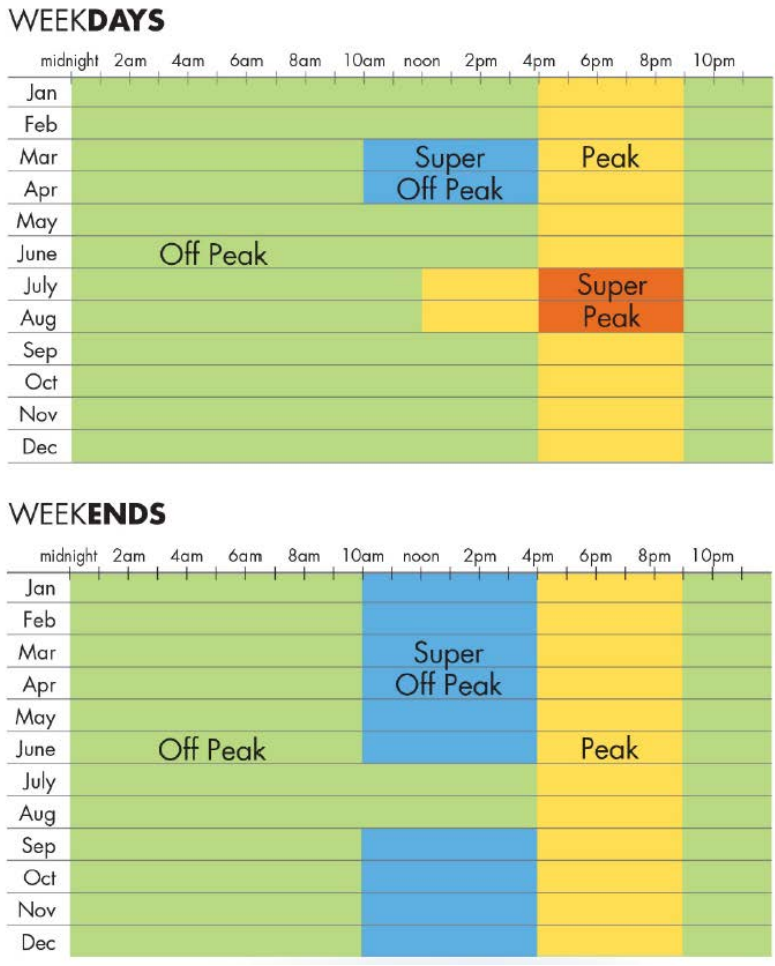 WEEKDAYS
midnight 2am 4am 6am 8am 10am noon 2pm 4pm 6pm 8pm 10pm
Jan
Feb
Mar Super Peak
Apr Off Peak
May
June Off Peak
July Super
Aug Peak
Sep
Oct
Nov
Dec
WEEKENDS
midnight 2am 4am 6am 8am 10am noon 2pm 4pm 6pm 8pm 10pm
Jan
Feb
Mar Super
Apr Off Peak
May
June Off Peak Peak
July
Aug
Sep
Oct
Nov
Dec